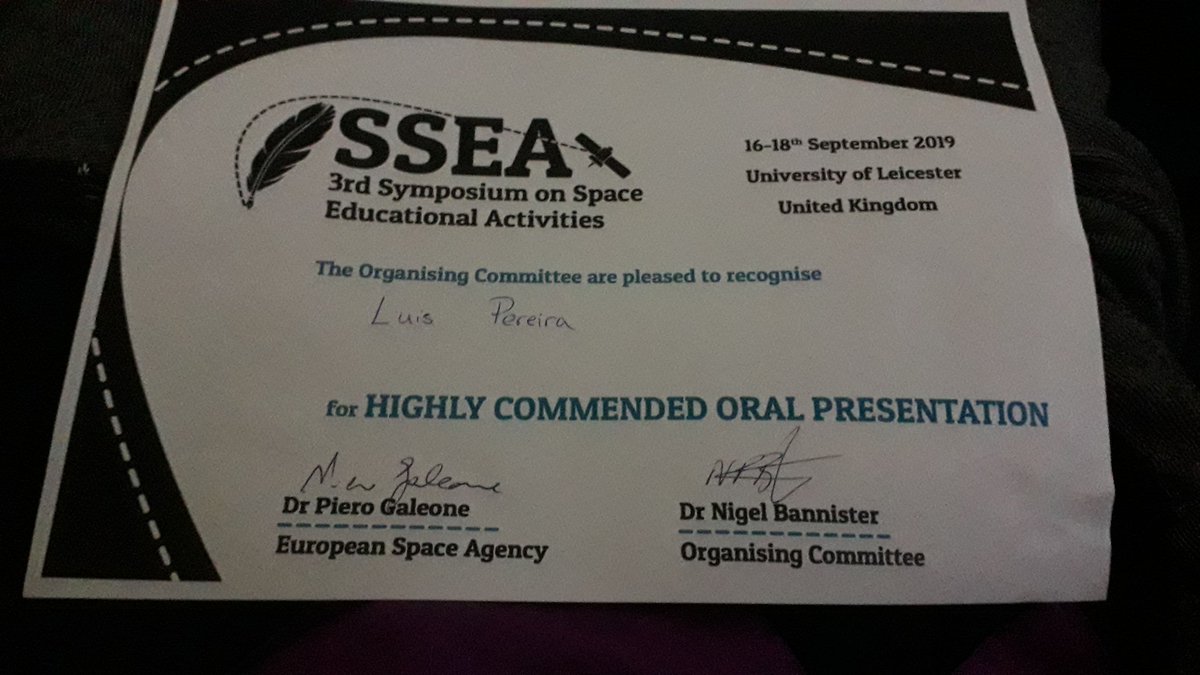 SSEA
3rd Symposium on Space
Educational Activities
16-18th September 2019
University of Leicester
United Kingdom
The Organising Committee are pleased to recognise
Luis Pereira
for HIGHLY COMMENDED ORAL PRESENTATION
Dr Piero Galeone
European Space Agency
Dr Nigel Bannister
Organising Committee